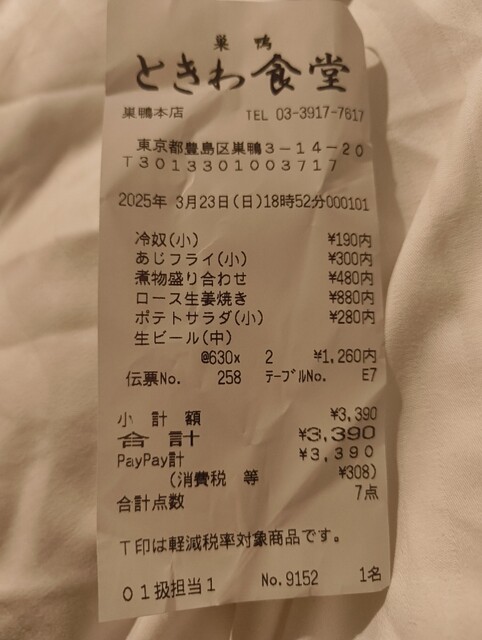 巣鴨
ときわ食堂
巣鴨本店 TEL 03-3917-7617
東京都豊島区巣鴨3-14-20
T3013301003717
2025年 3月23日(日)18時52分000101
冷奴(小) ¥190内
あじフライ(小) ¥300内
煮物盛り合わせ ¥480内
ロース生姜焼き ¥880内
ポテトサラダ(小) ¥280内
生ビール(中)
@630x 2 ¥1,260内
伝票No. 258 テーブルNo. E7
小計額 ¥3,390
合計 ¥3,390
PayPay計 ¥3,390
(消費税 等 ¥308)
合計点数 7点
T印は軽減税率対象商品です。
01扱担当1 No.9152 1名